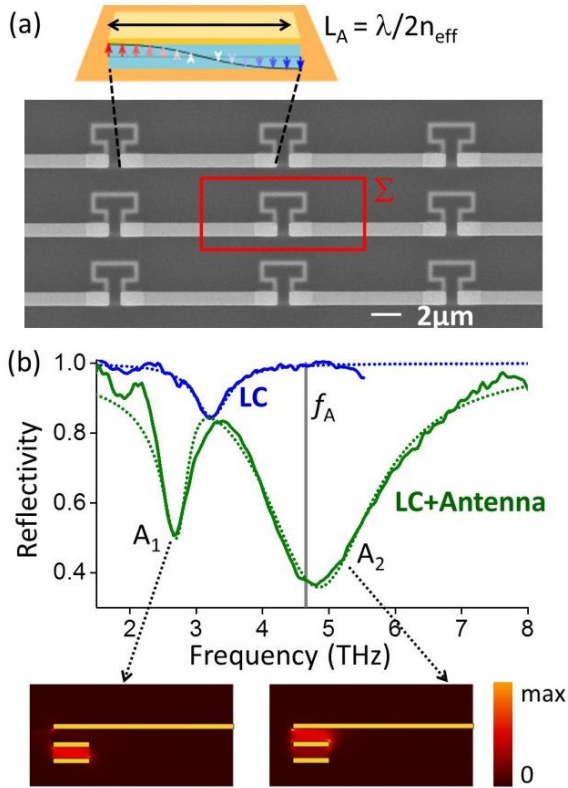 (a)
L_A = λ/2n_eff
Σ
2μm
(b)
1.0
0.8
0.6
0.4
Reflectivity
LC
f_A
LC+Antenna
A_1
A_2
2 3 4 5 6 7 8
Frequency (THz)
max
0